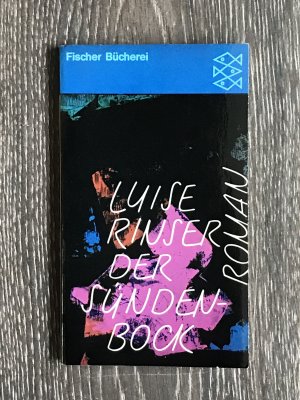 Fischer Bücherei
LUISE
RINSER
DER
SÜNDEN-
BOCK
ROMAN